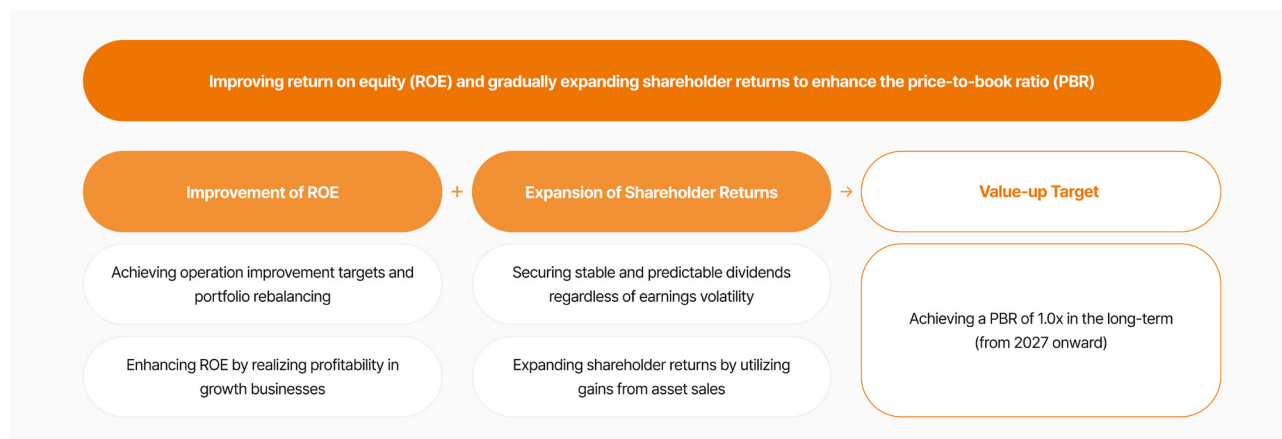 Improving return on equity (ROE) and gradually expanding shareholder returns to enhance the price-to-book ratio (PBR)
Improvement of ROE
+
Expansion of Shareholder Returns
→
Value-up Target
Achieving operation improvement targets and
portfolio rebalancing
Enhancing ROE by realizing profitability in
growth businesses
Securing stable and predictable dividends
regardless of earnings volatility
Expanding shareholder returns by utilizing
gains from asset sales
Achieving a PBR of 1.0x in the long-term
(from 2027 onward)